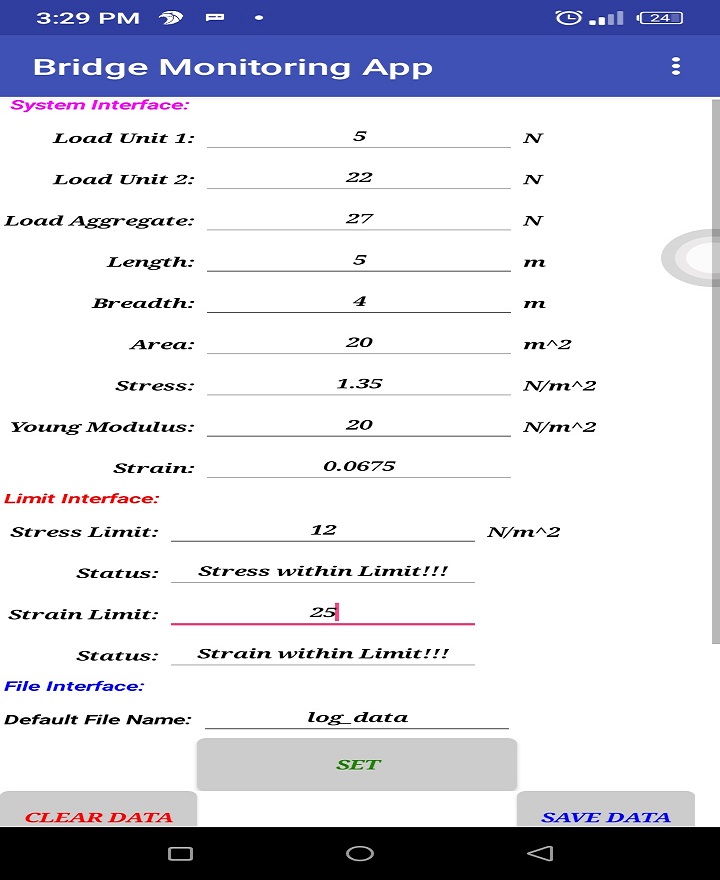 3:29 PM 24
Bridge Monitoring App
System Interface:
Load Unit 1: 5 N
Load Unit 2: 22 N
Load Aggregate: 27 N
Length: 5 m
Breadth: 4 m
Area: 20 m^2
Stress: 1.35 N/m^2
Young Modulus: 20 N/m^2
Strain: 0.0675
Limit Interface:
Stress Limit: 12 N/m^2
Status: Stress within Limit!!!
Strain Limit: 25
Status: Strain within Limit!!!
File Interface:
Default File Name: log_data
SET
CLEAR DATA SAVE DATA